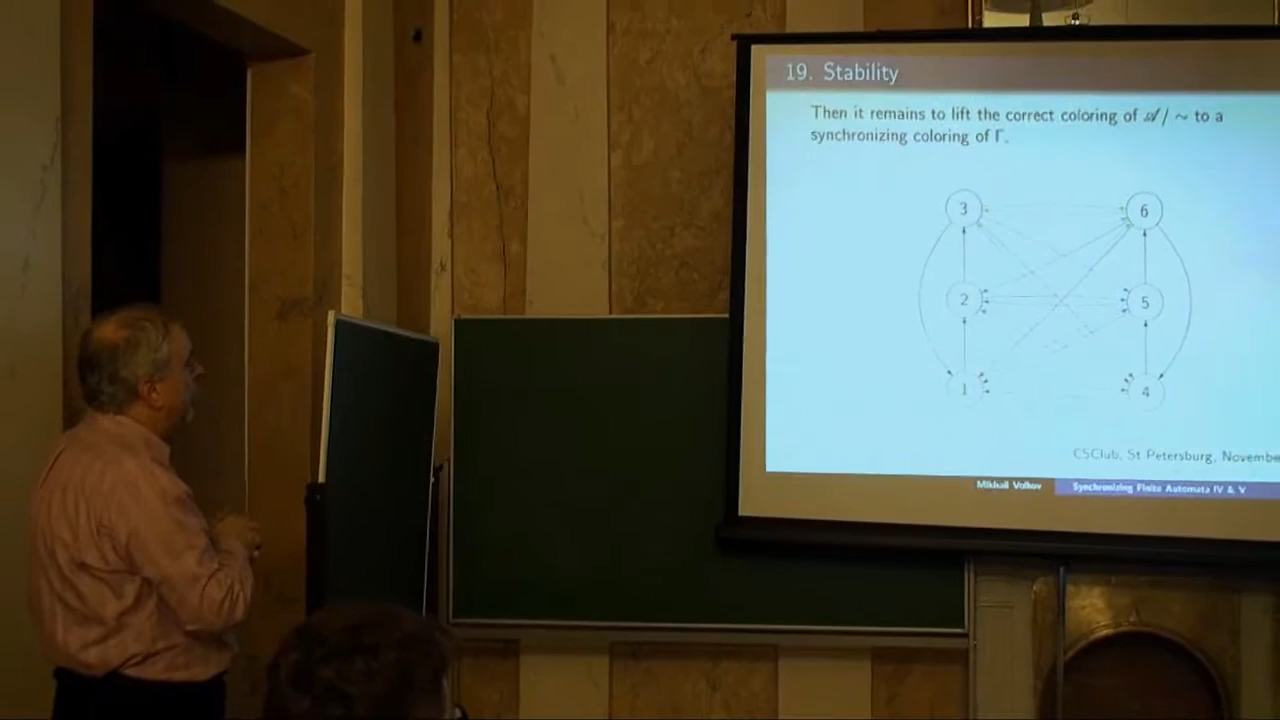 19. Stability
Then it remains to lift the correct coloring of 𝒜/ ∼ to a
synchronizing coloring of Γ.
3 6
2 5
1 4
CSClub, St Petersburg, Novembe
Mikhail Volkov Synchronizing Finite Automata IV & V